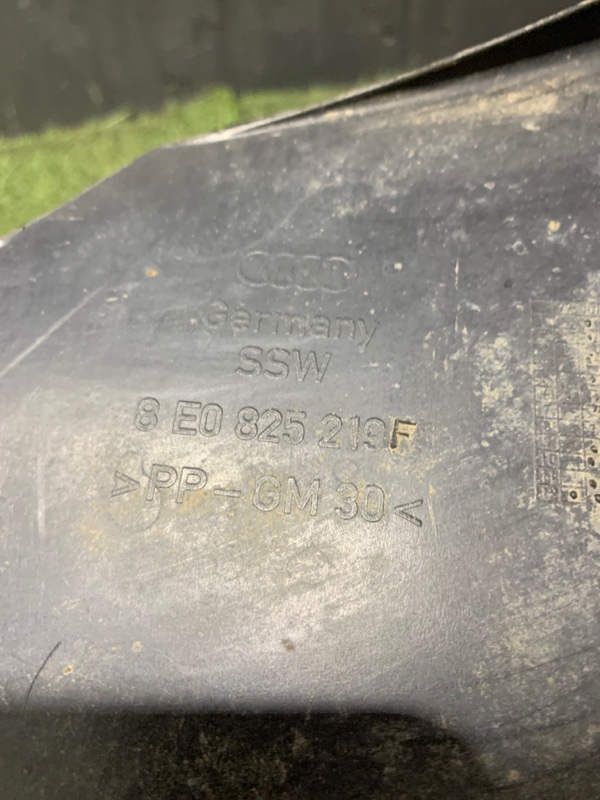 Germany
SSW
8 E0 825 219F
>PP-GM 30<